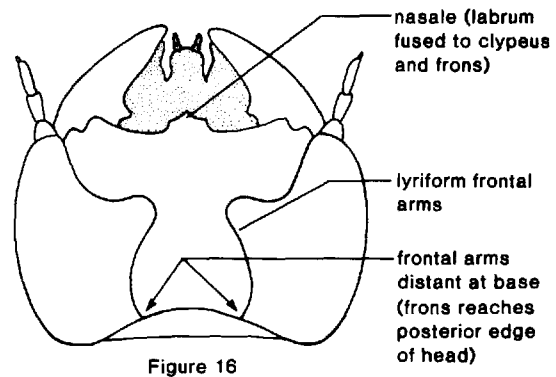 nasale (labrum
fused to clypeus
and frons)
lyriform frontal
arms
frontal arms
distant at base
(frons reaches
posterior edge
of head)
Figure 16